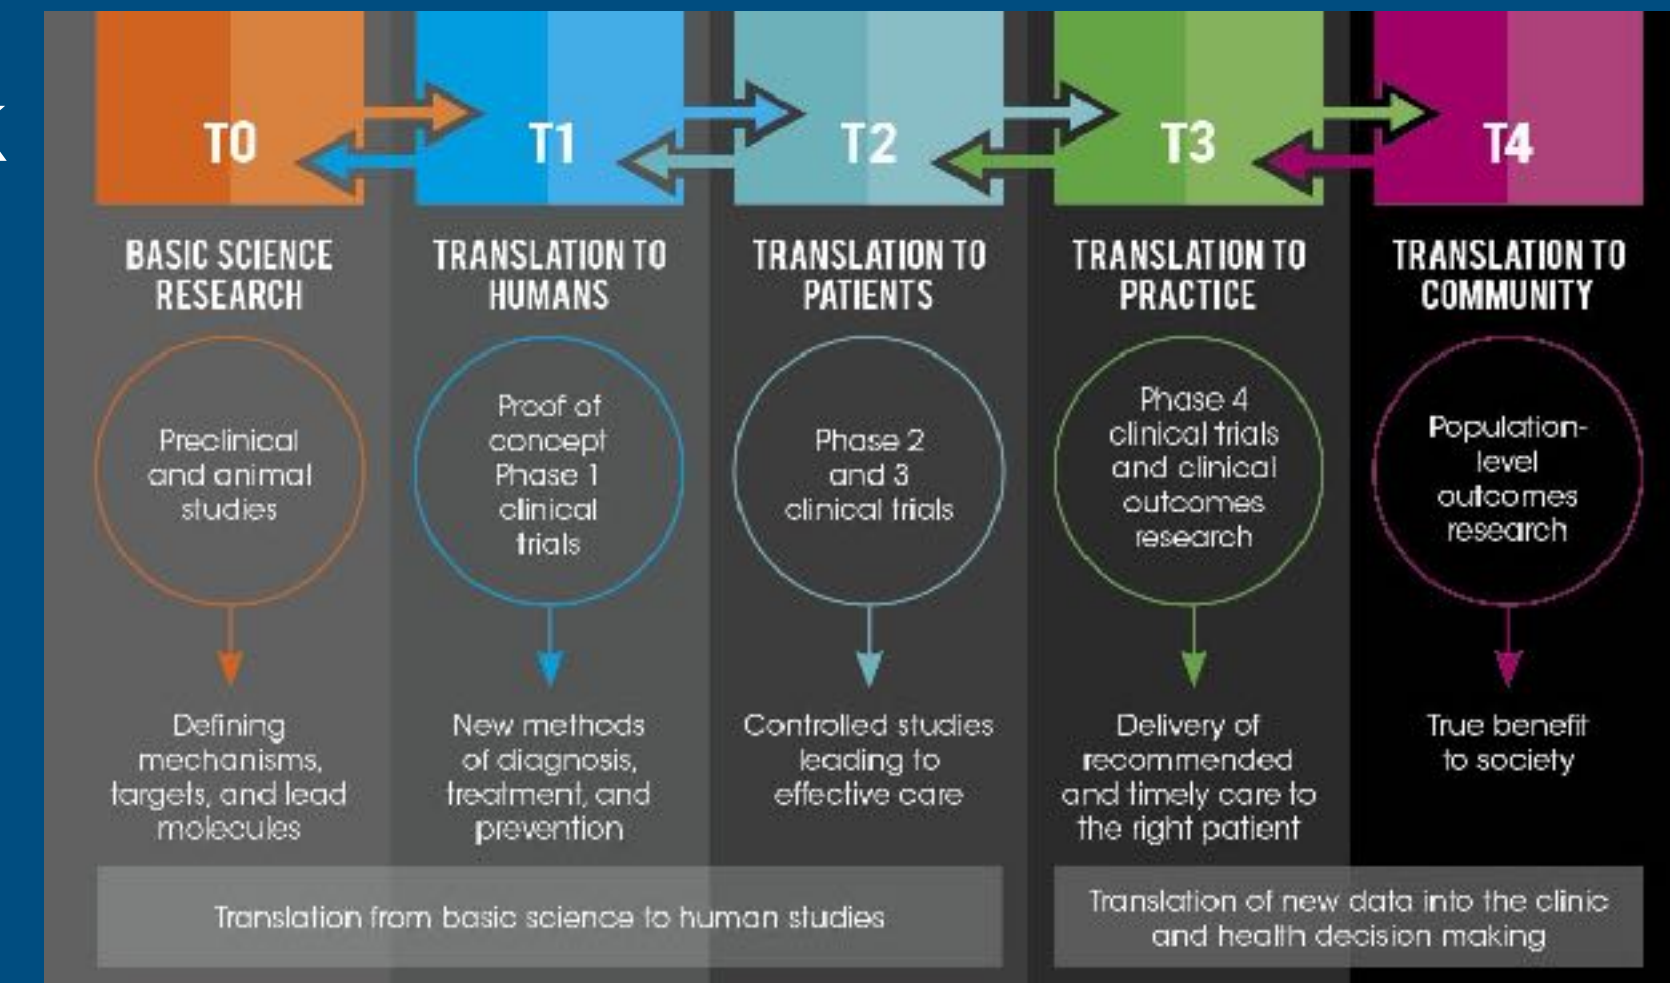 T0
T1
T2
T3
T4
BASIC SCIENCE
RESEARCH
TRANSLATION TO
HUMANS
TRANSLATION TO
PATIENTS
TRANSLATION TO
PRACTICE
TRANSLATION TO
COMMUNITY
Preclinical
and animal
studies
Proof of
concept
Phase 1
clinical
trials
Phase 2
and 3
clinical trials
Phase 4
clinical trials
and clinical
outcomes
research
Population-
level
outcomes
research
Defining
mechanisms,
targets, and lead
molecules
New methods
of diagnosis,
treatment, and
prevention
Controlled studies
leading to
effective care
Delivery of
recommended
and timely care to
the right patient
True benefit
to society
Translation from basic science to human studies
Translation of new data into the clinic
and health decision making